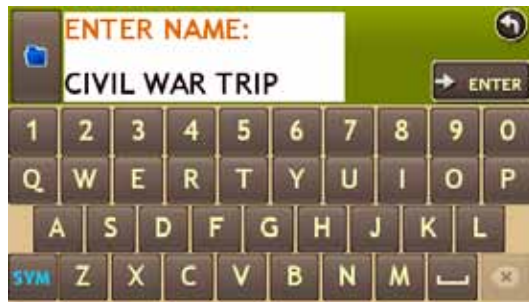 ENTER NAME:
CIVIL WAR TRIP
ENTER
1 2 3 4 5 6 7 8 9 0
Q W E R T Y U I O P
A S D F G H J K L
SYM Z X C V B N M